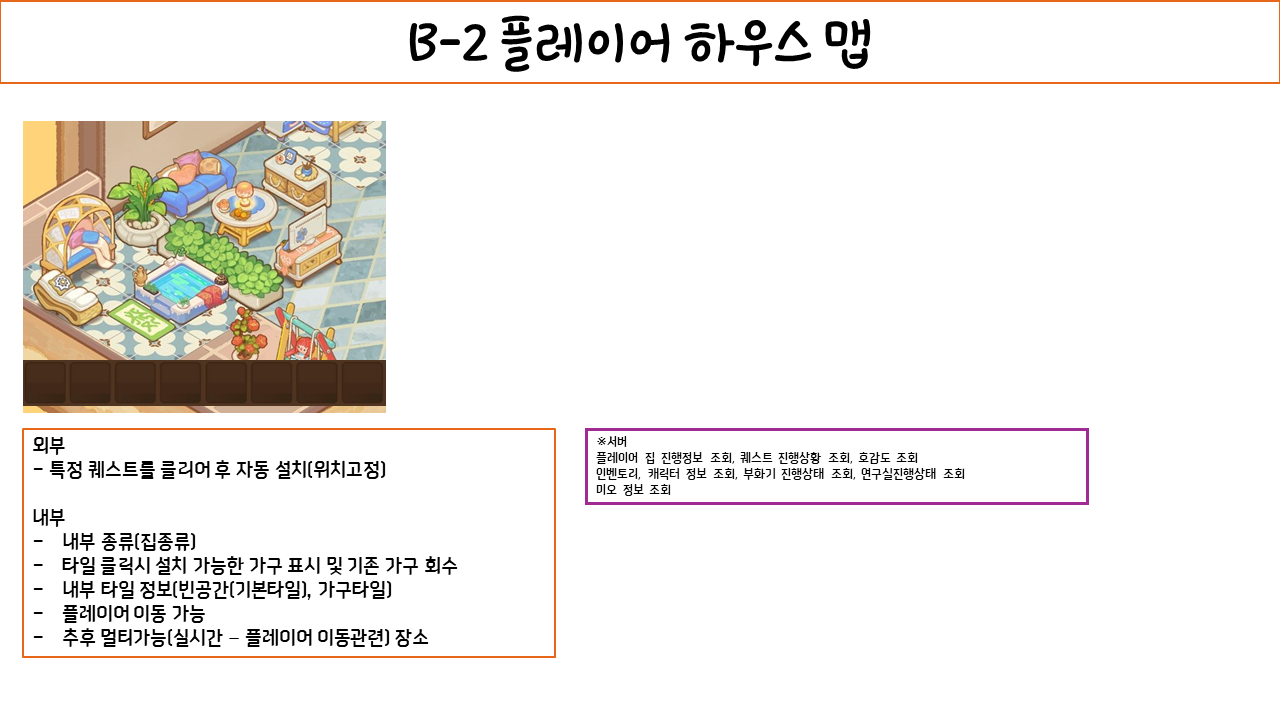 B-2 플레이어 하우스 맵
외부
- 특정 퀘스트를 클리어 후 자동 설치(위치고정)
내부
- 내부 종류(집종류)
- 타일 클릭시 설치 가능한 가구 표시 및 기존 가구 회수
- 내부 타일 정보(빈공간(기본타일), 가구타일)
- 플레이어 이동 가능
- 추후 멀티가능(실시간 – 플레이어 이동관련) 장소
※서버
플레이어 집 진행정보 조회, 퀘스트 진행상황 조회, 호감도 조회
인벤토리, 캐릭터 정보 조회, 부화기 진행상태 조회, 연구실진행상태 조회
미오 정보 조회